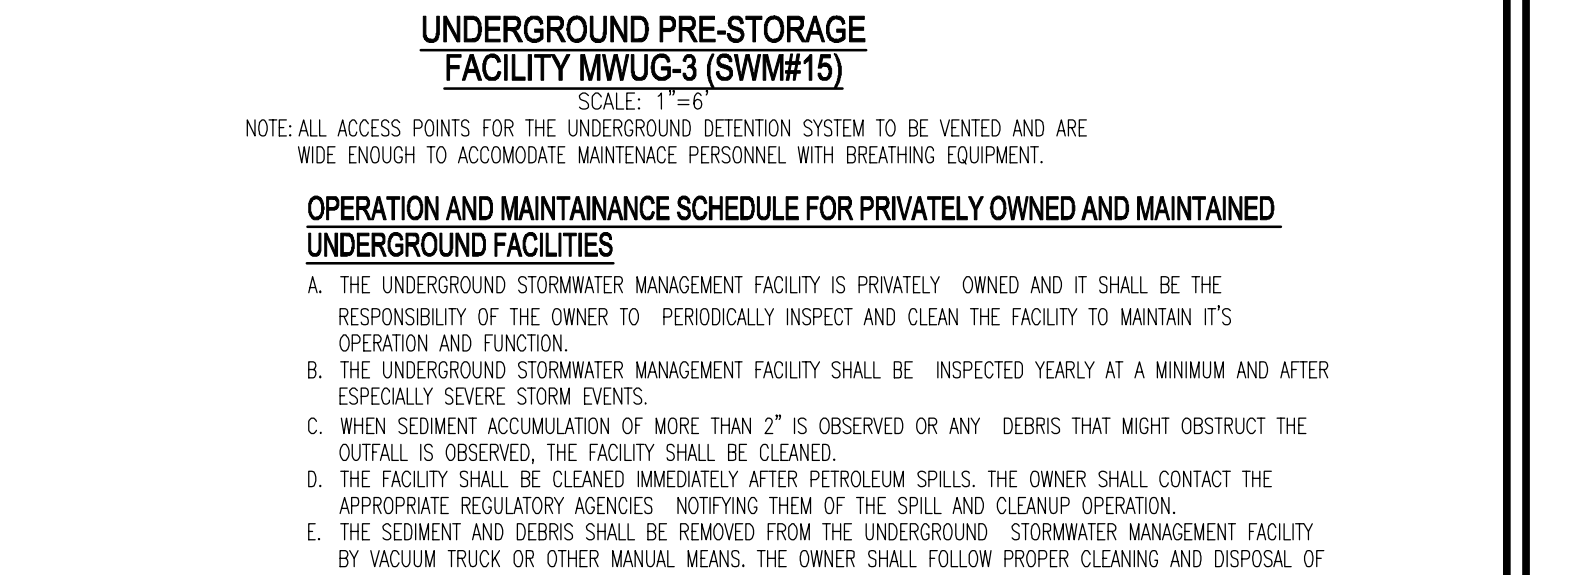 UNDERGROUND PRE-STORAGE
FACILITY MWUG-3 (SWM#15)
SCALE: 1"=6'
NOTE: ALL ACCESS POINTS FOR THE UNDERGROUND DETENTION SYSTEM TO BE VENTED AND ARE
WIDE ENOUGH TO ACCOMODATE MAINTENACE PERSONNEL WITH BREATHING EQUIPMENT.
OPERATION AND MAINTAINANCE SCHEDULE FOR PRIVATELY OWNED AND MAINTAINED
UNDERGROUND FACILITIES
A. THE UNDERGROUND STORMWATER MANAGEMENT FACILITY IS PRIVATELY OWNED AND IT SHALL BE THE
RESPONSIBILITY OF THE OWNER TO PERIODICALLY INSPECT AND CLEAN THE FACILITY TO MAINTAIN IT'S
OPERATION AND FUNCTION.
B. THE UNDERGROUND STORMWATER MANAGEMENT FACILITY SHALL BE INSPECTED YEARLY AT A MINIMUM AND AFTER
ESPECIALLY SEVERE STORM EVENTS.
C. WHEN SEDIMENT ACCUMULATION OF MORE THAN 2" IS OBSERVED OR ANY DEBRIS THAT MIGHT OBSTRUCT THE
OUTFALL IS OBSERVED, THE FACILITY SHALL BE CLEANED.
D. THE FACILITY SHALL BE CLEANED IMMEDIATELY AFTER PETROLEUM SPILLS. THE OWNER SHALL CONTACT THE
APPROPRIATE REGULATORY AGENCIES NOTIFYING THEM OF THE SPILL AND CLEANUP OPERATION.
E. THE SEDIMENT AND DEBRIS SHALL BE REMOVED FROM THE UNDERGROUND STORMWATER MANAGEMENT FACILITY
BY VACUUM TRUCK OR OTHER MANUAL MEANS. THE OWNER SHALL FOLLOW PROPER CLEANING AND DISPOSAL OF